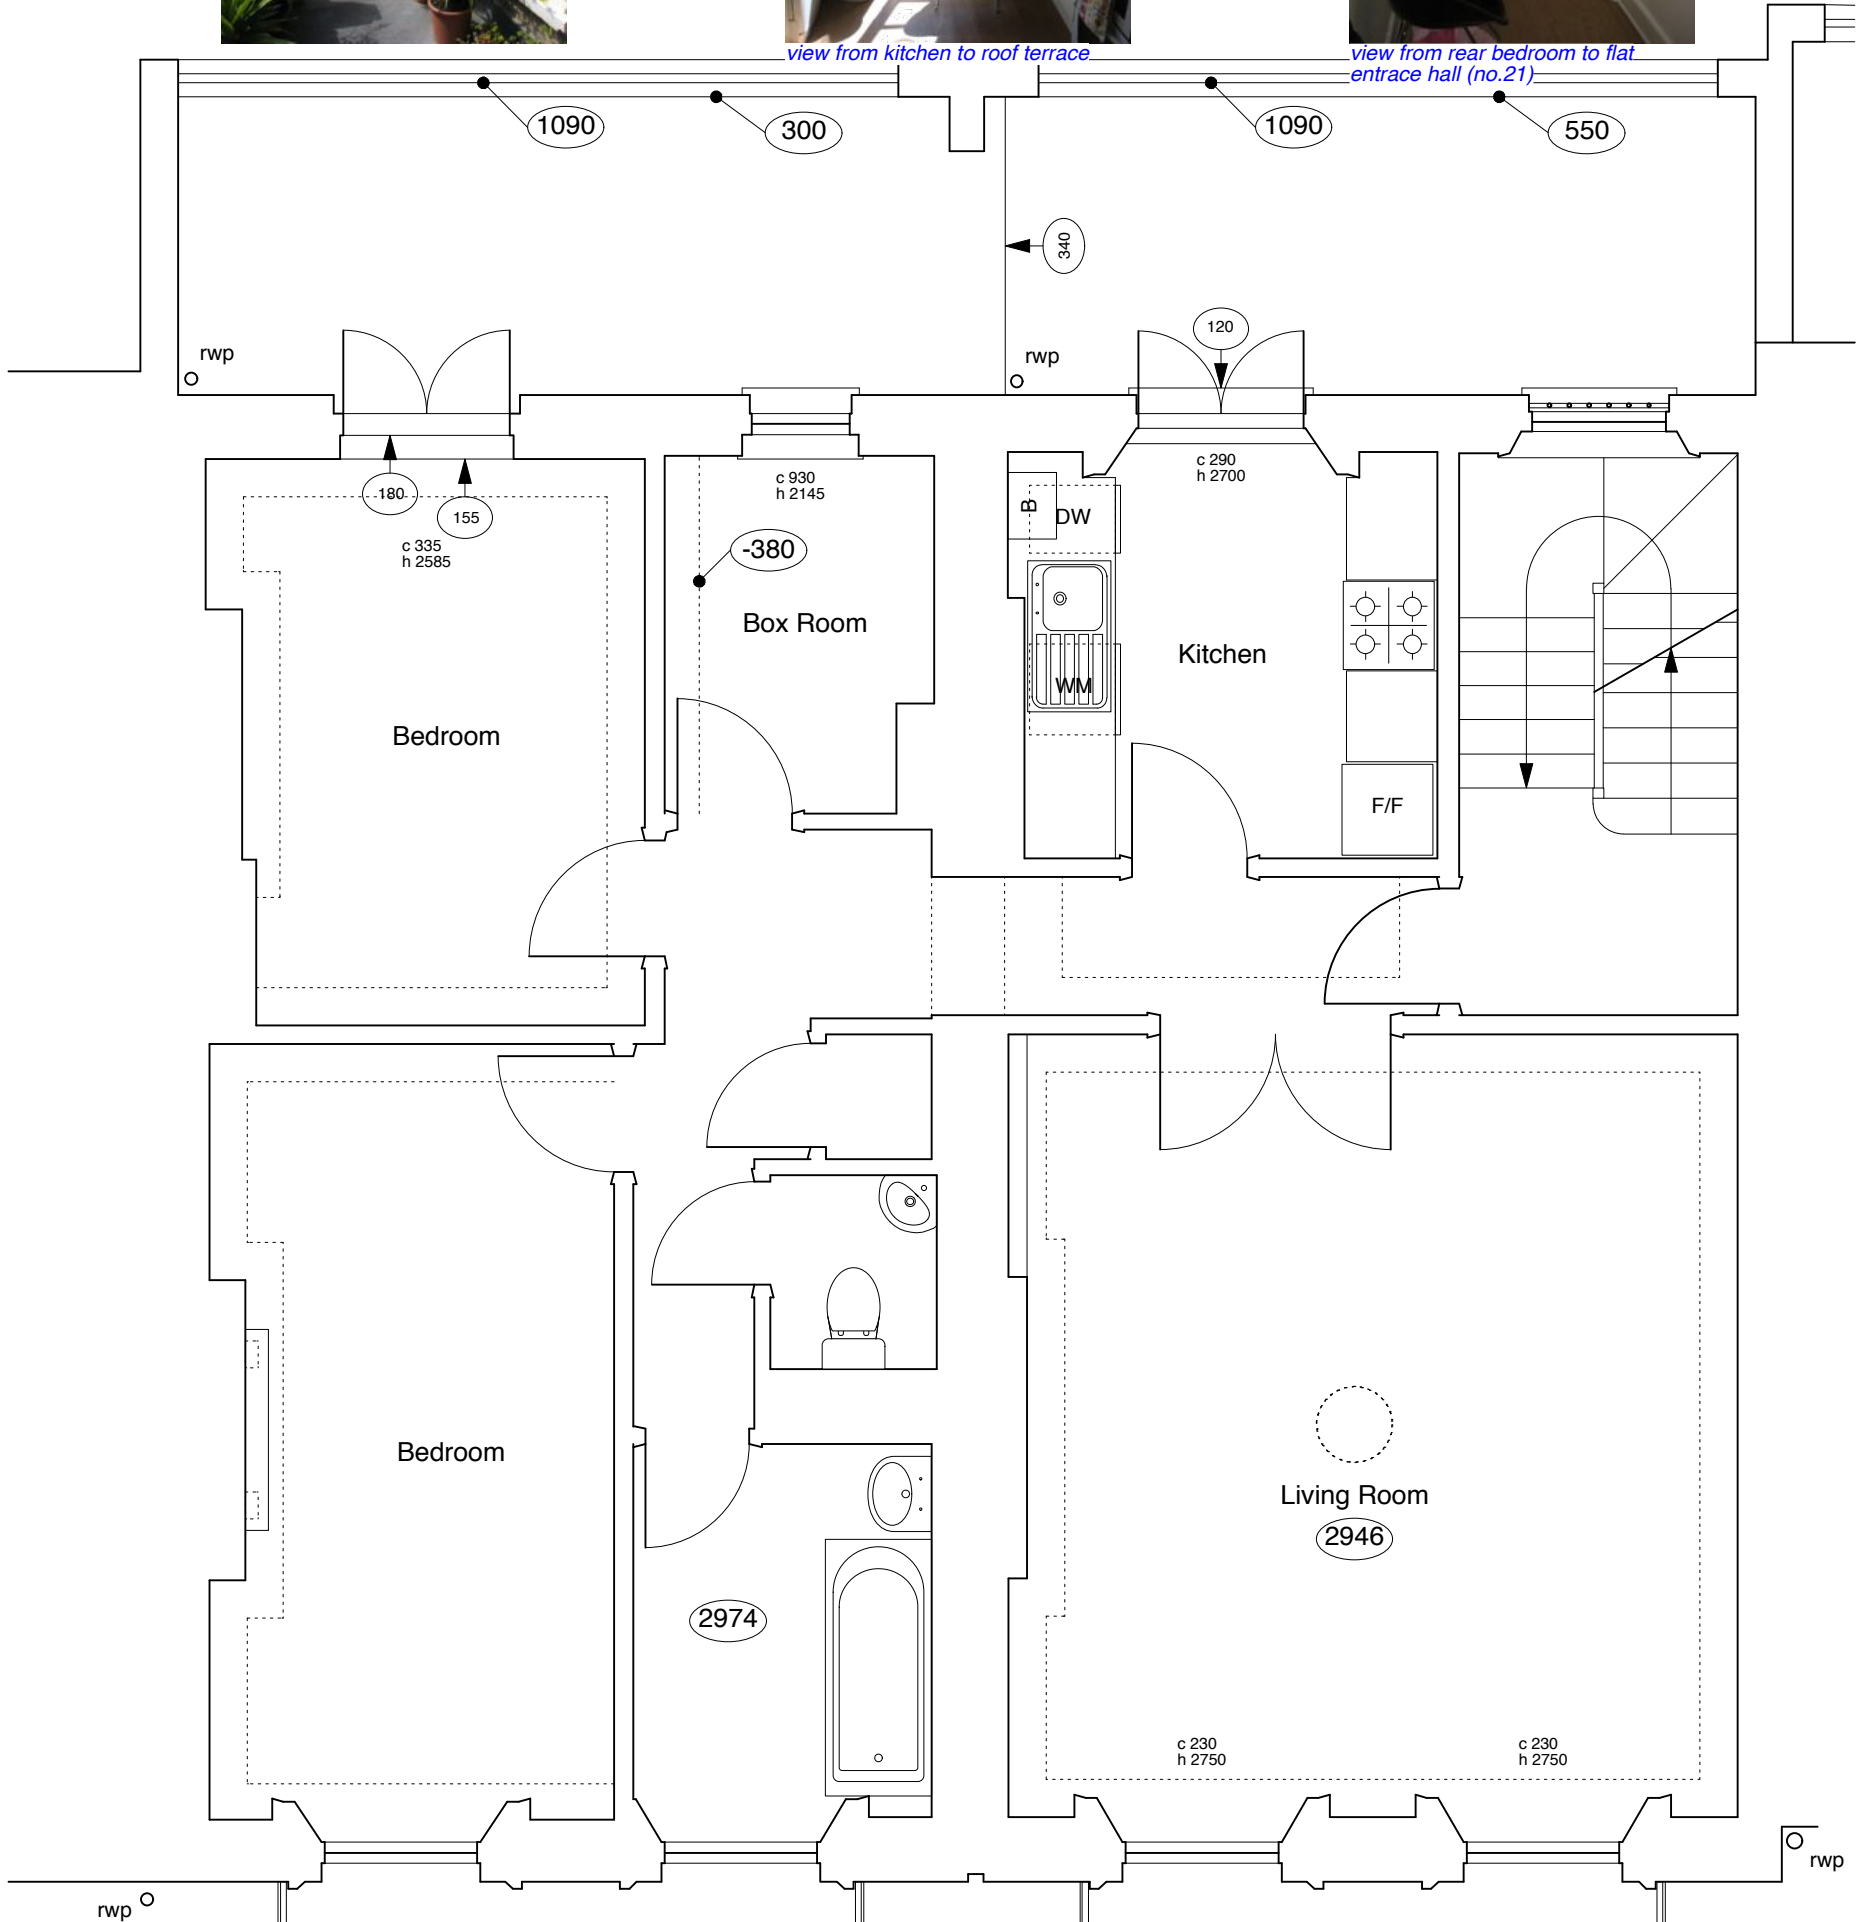 view from kitchen to roof terrace
view from rear bedroom to flat
entrace hall (no.21)
1090
300
1090
550
340
rwp
rwp
120
180
155
c 335
h 2585
c 930
h 2145
-380
Box Room
c 290
h 2700
B
DW
WM
Kitchen
F/F
Bedroom
Bedroom
Living Room
2946
2974
c 230
h 2750
c 230
h 2750
rwp
rwp